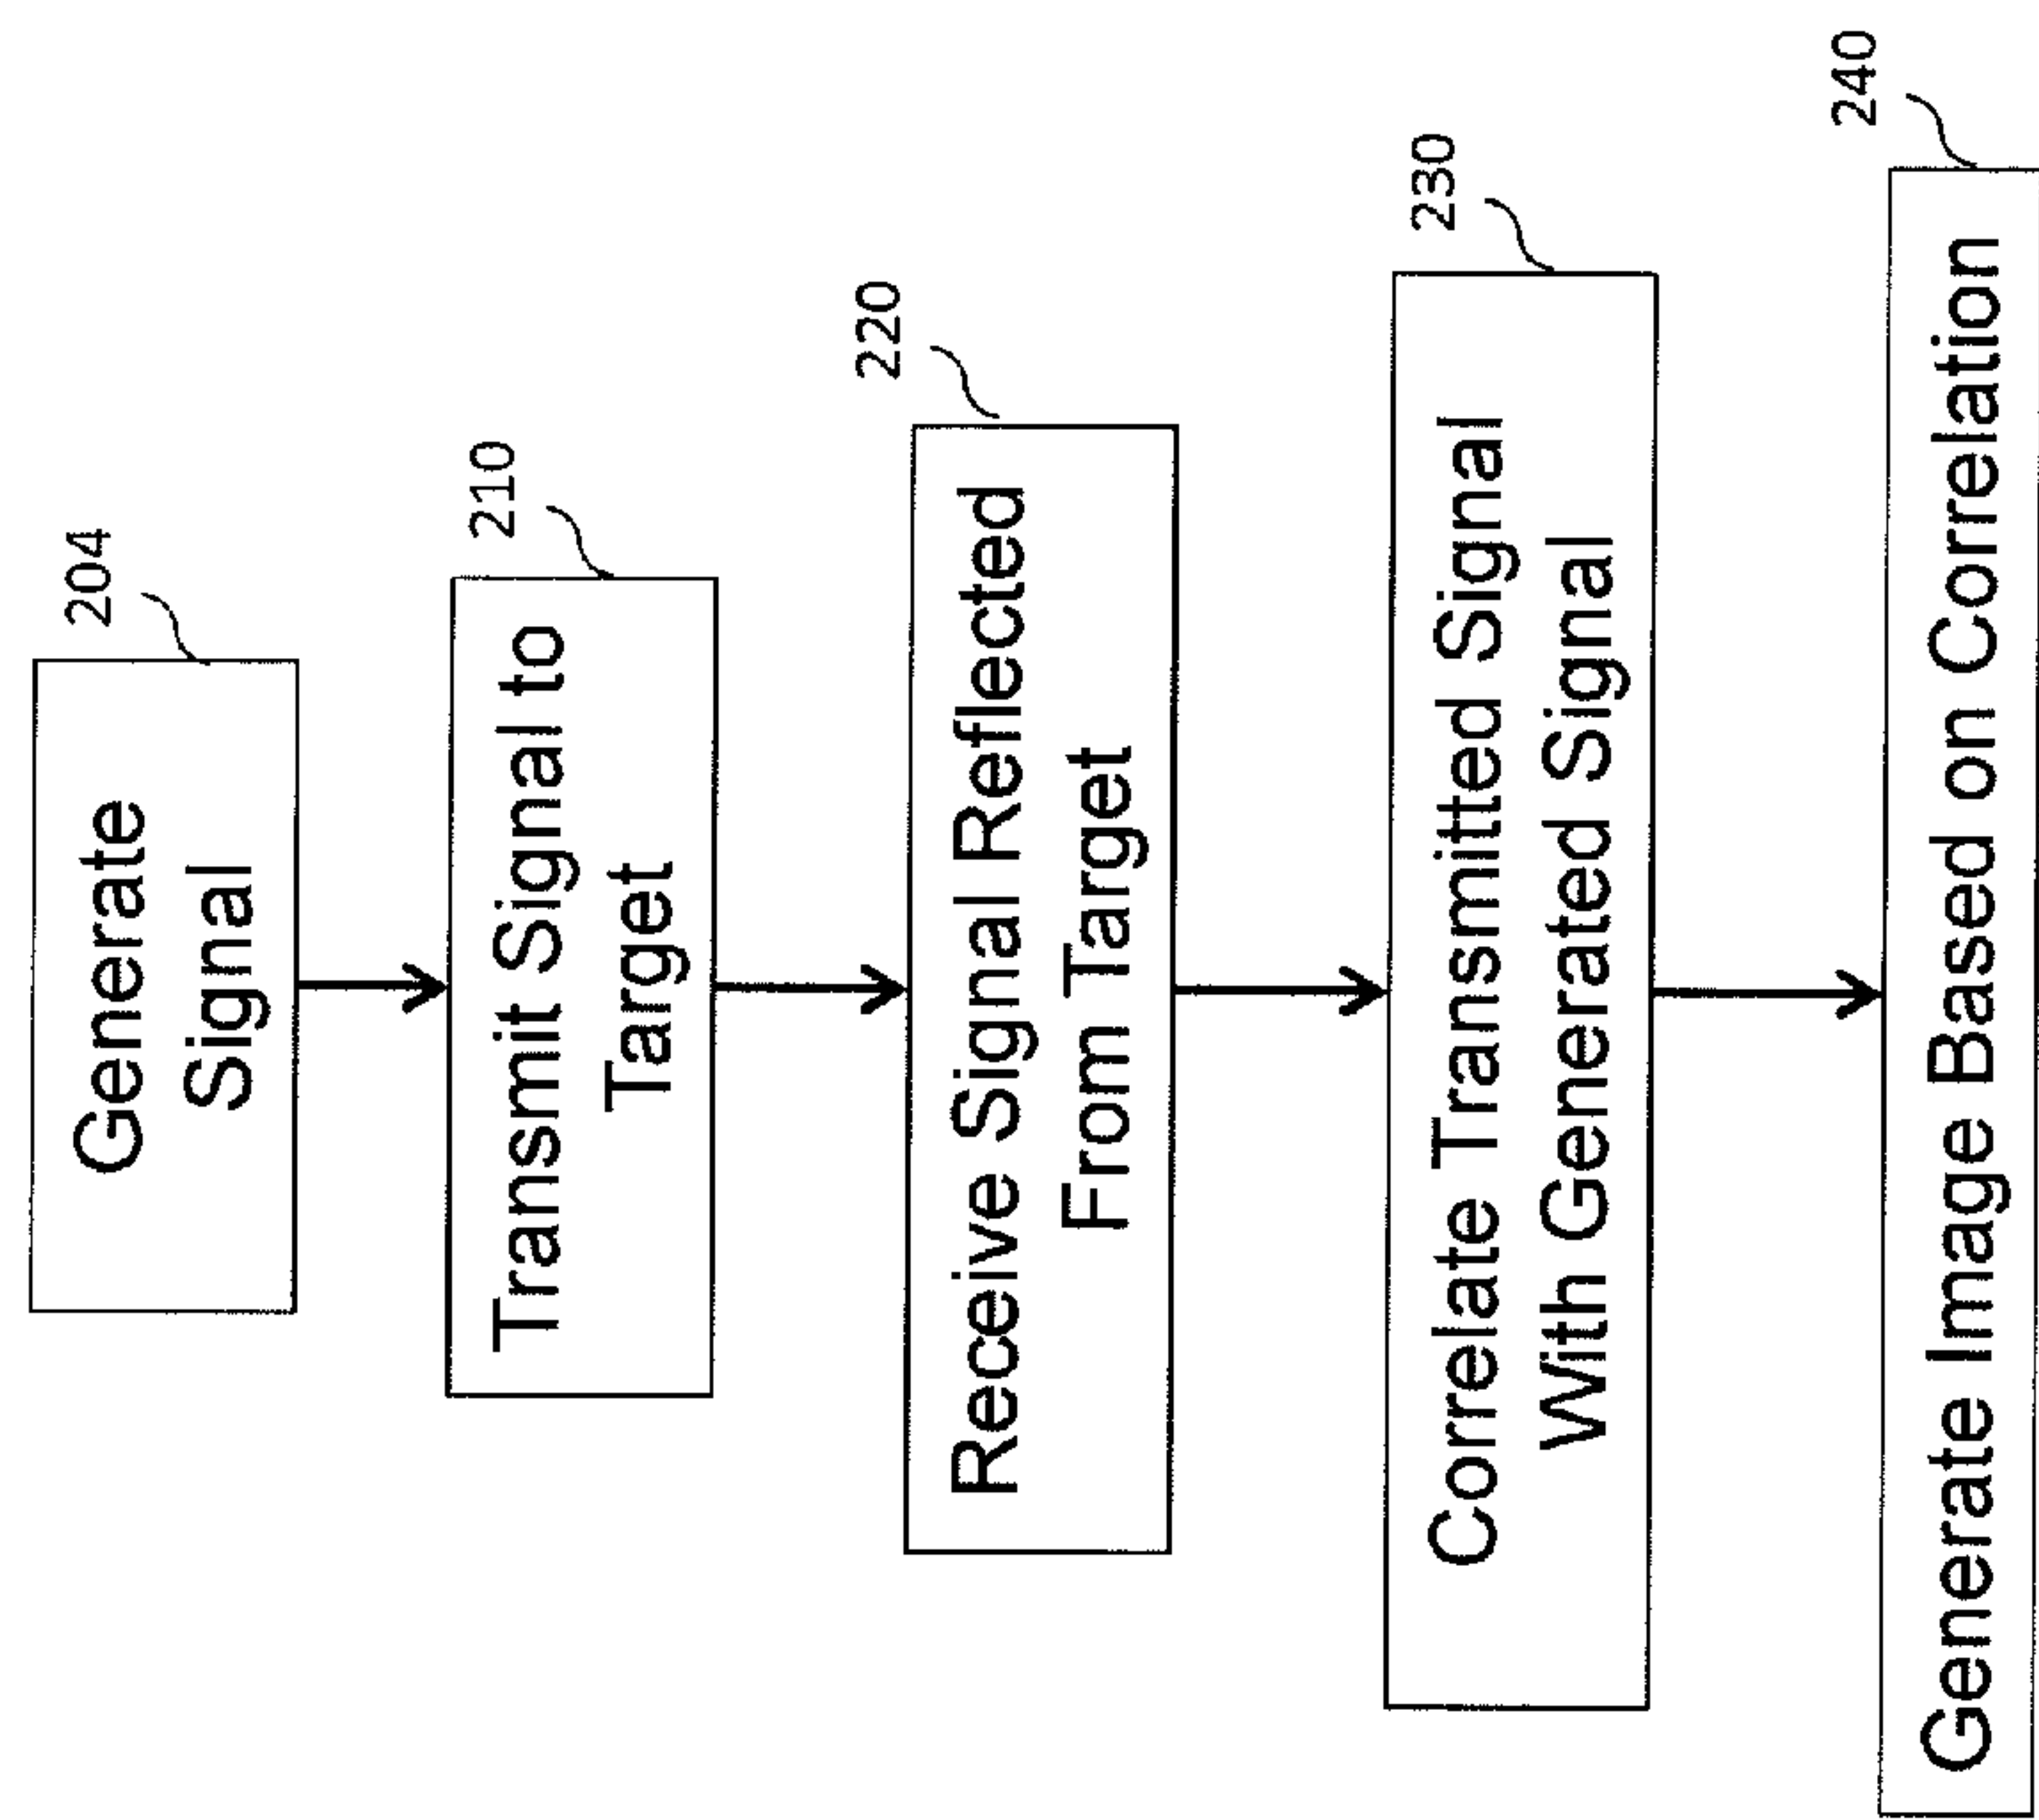 204
Generate
Signal
210
Transmit Signal to
Target
220
Receive Signal Reflected
From Target
230
Correlate Transmitted Signal
With Generated Signal
240
Generate Image Based on Correlation